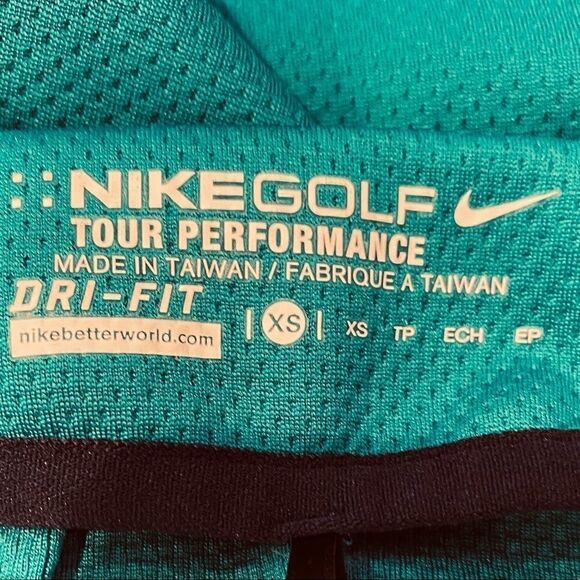 NIKEGOLF
TOUR PERFORMANCE
MADE IN TAIWAN / FABRIQUE A TAIWAN
DRI-FIT
nikebetterworld.com
XS XS TP ECH EP